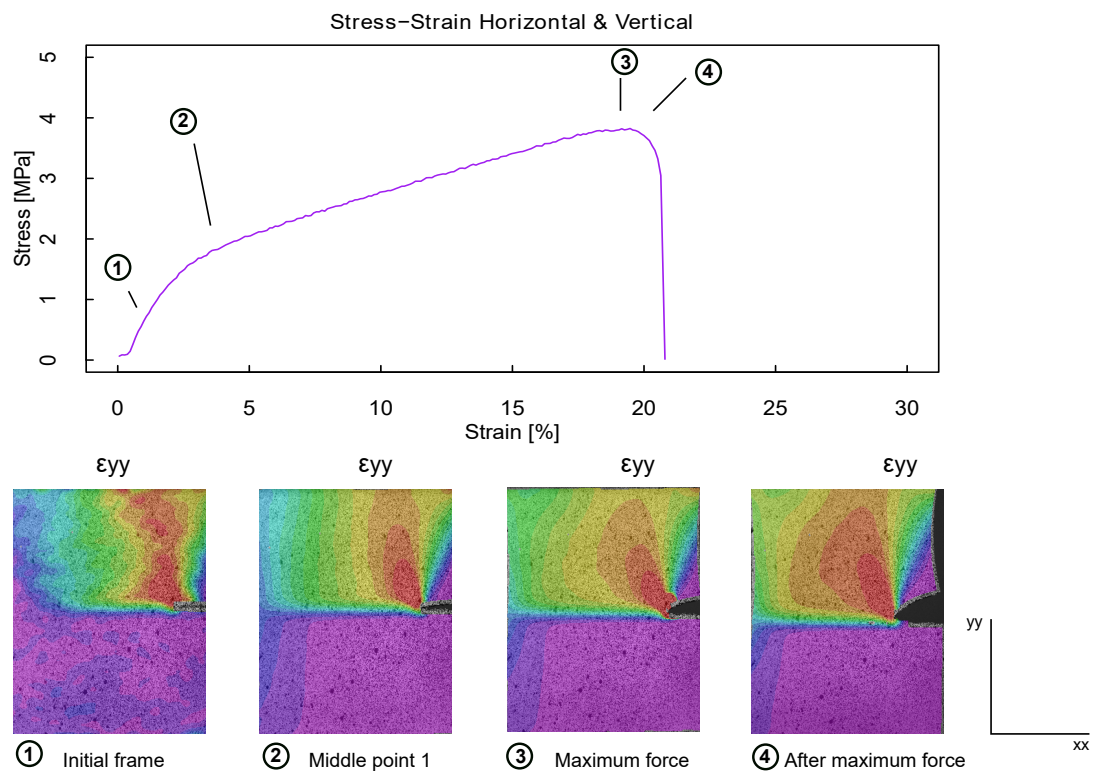 Stress−Strain Horizontal & Vertical
5
4
3
2
1
0
Stress [MPa]
1
2
3
4
0 5 10 15 20 25 30
Strain [%]
εyy εyy εyy εyy
yy
xx
1 Initial frame
2 Middle point 1
3 Maximum force
4 After maximum force